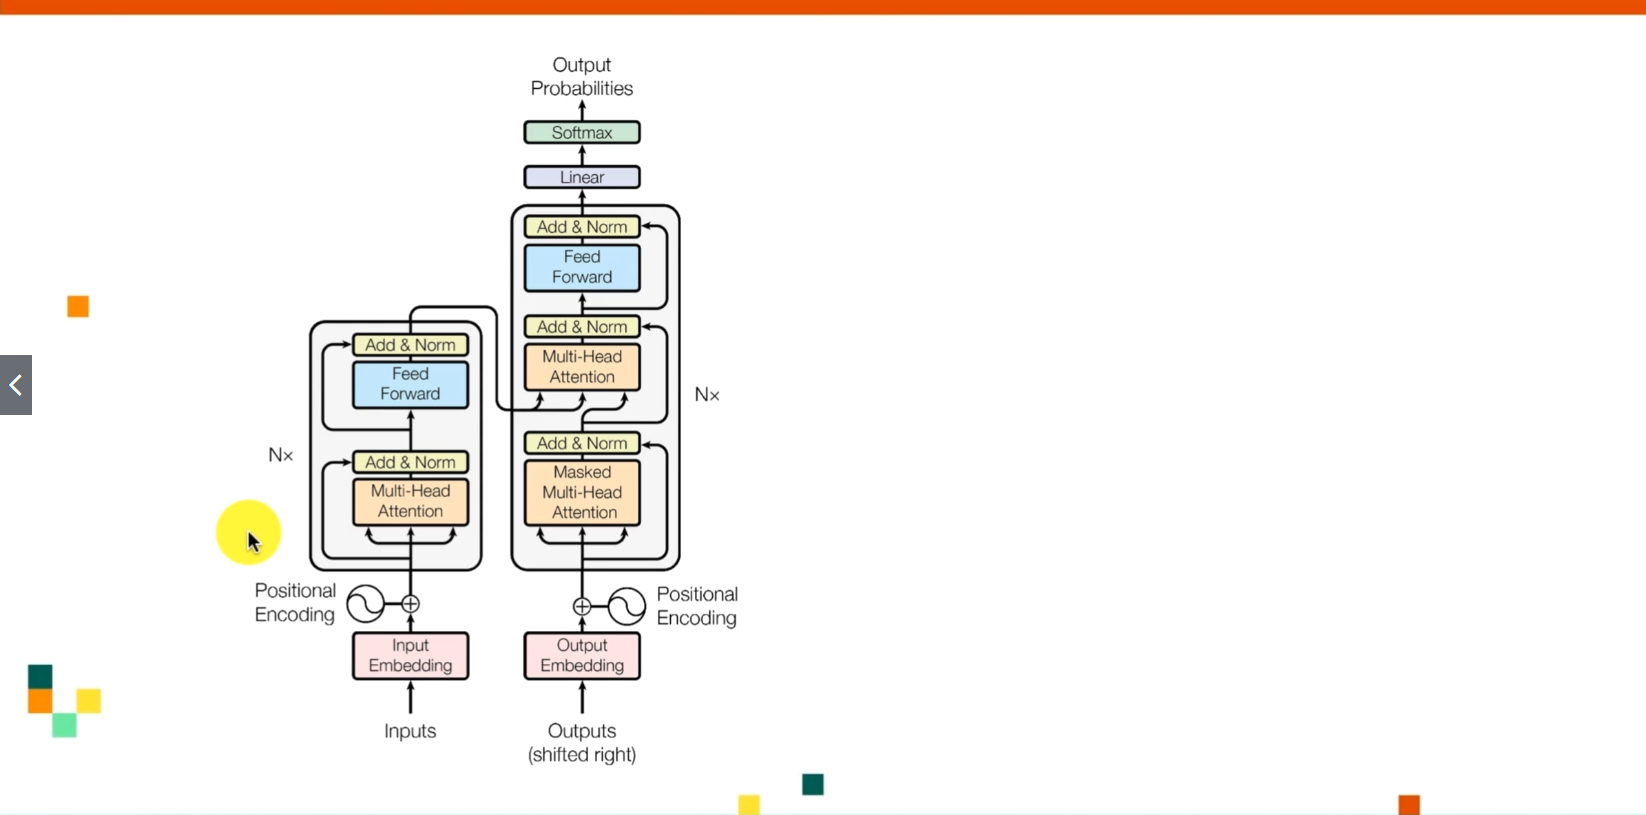 Output
Probabilities
Softmax
Linear
Add & Norm
Feed
Forward
Add & Norm
Multi-Head
Attention
Nx
Add & Norm
Masked
Multi-Head
Attention
Add & Norm
Feed
Forward
Nx
Add & Norm
Multi-Head
Attention
Positional
Encoding
Positional
Encoding
Input
Embedding
Output
Embedding
Inputs
Outputs
(shifted right)